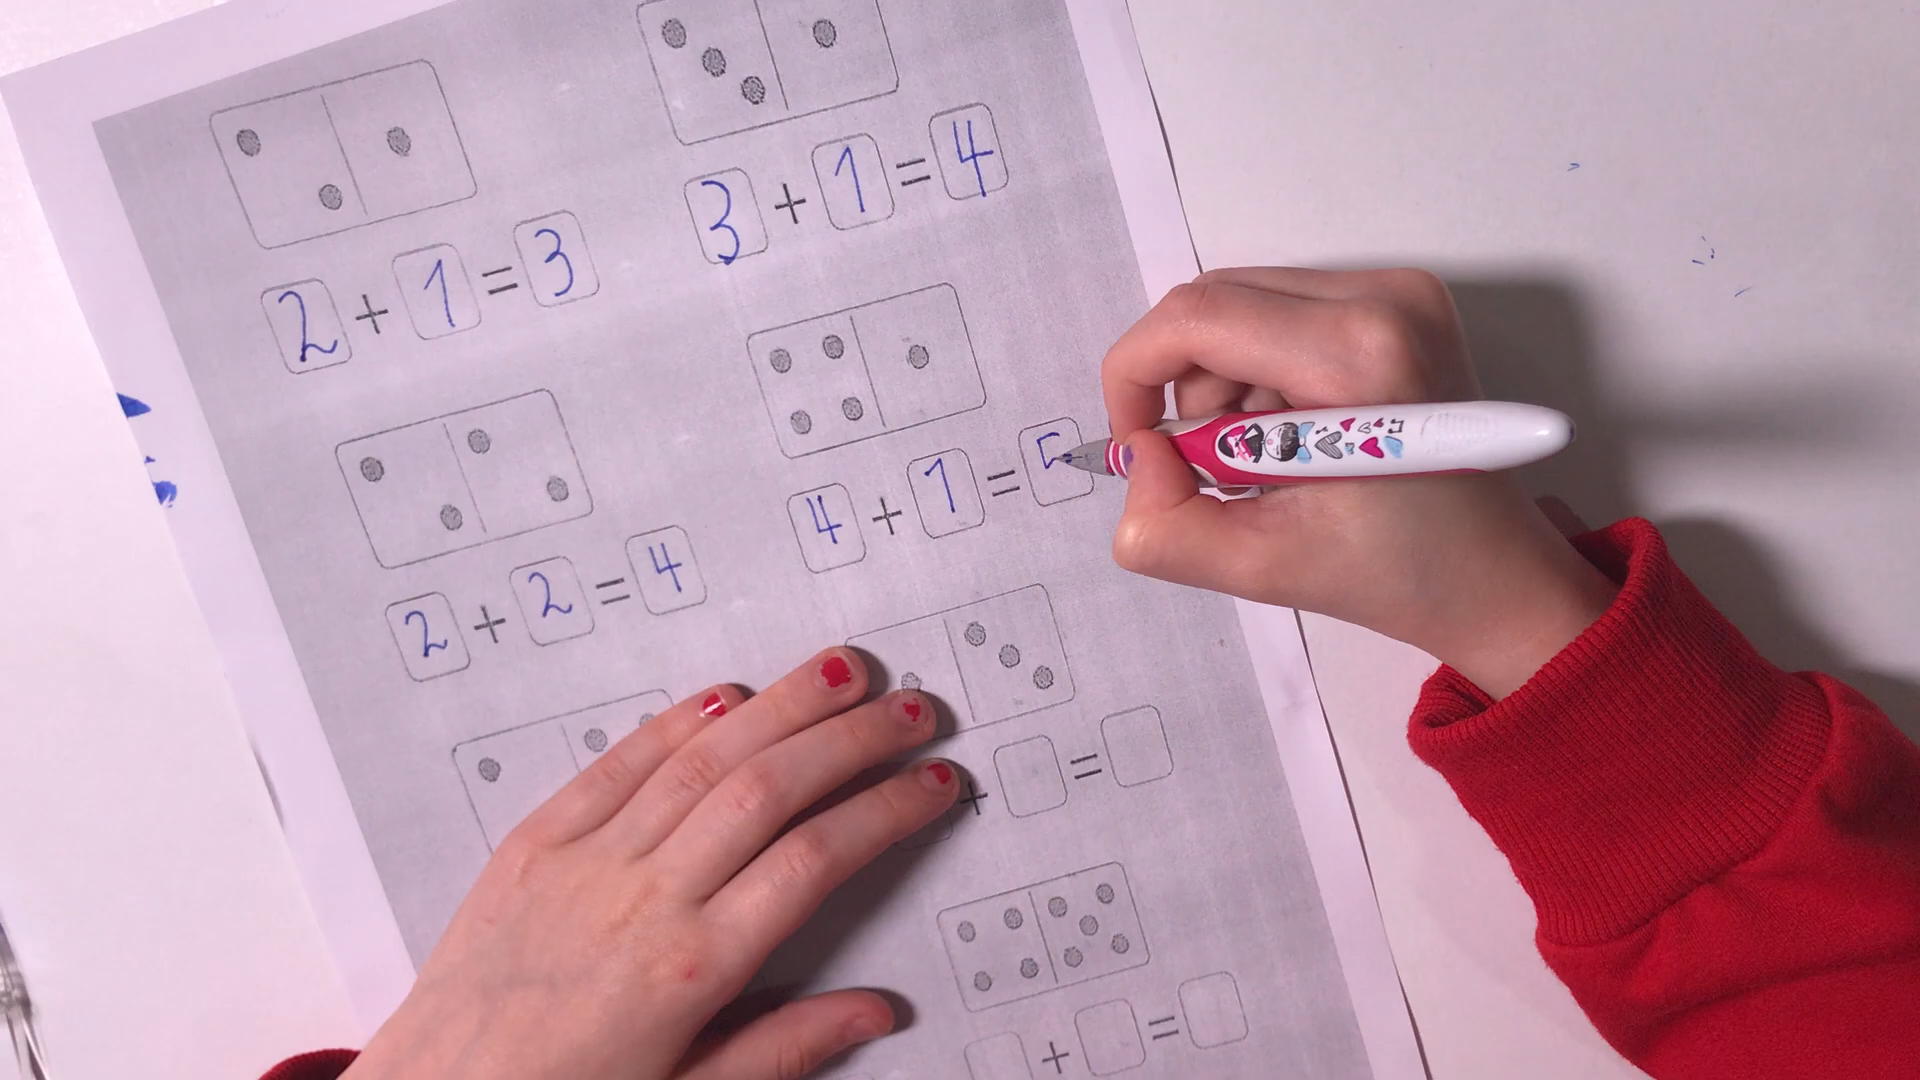 2 + 1 = 3
3 + 1 = 4
2 + 2 = 4
4 + 1 = 5
+ =
+ =